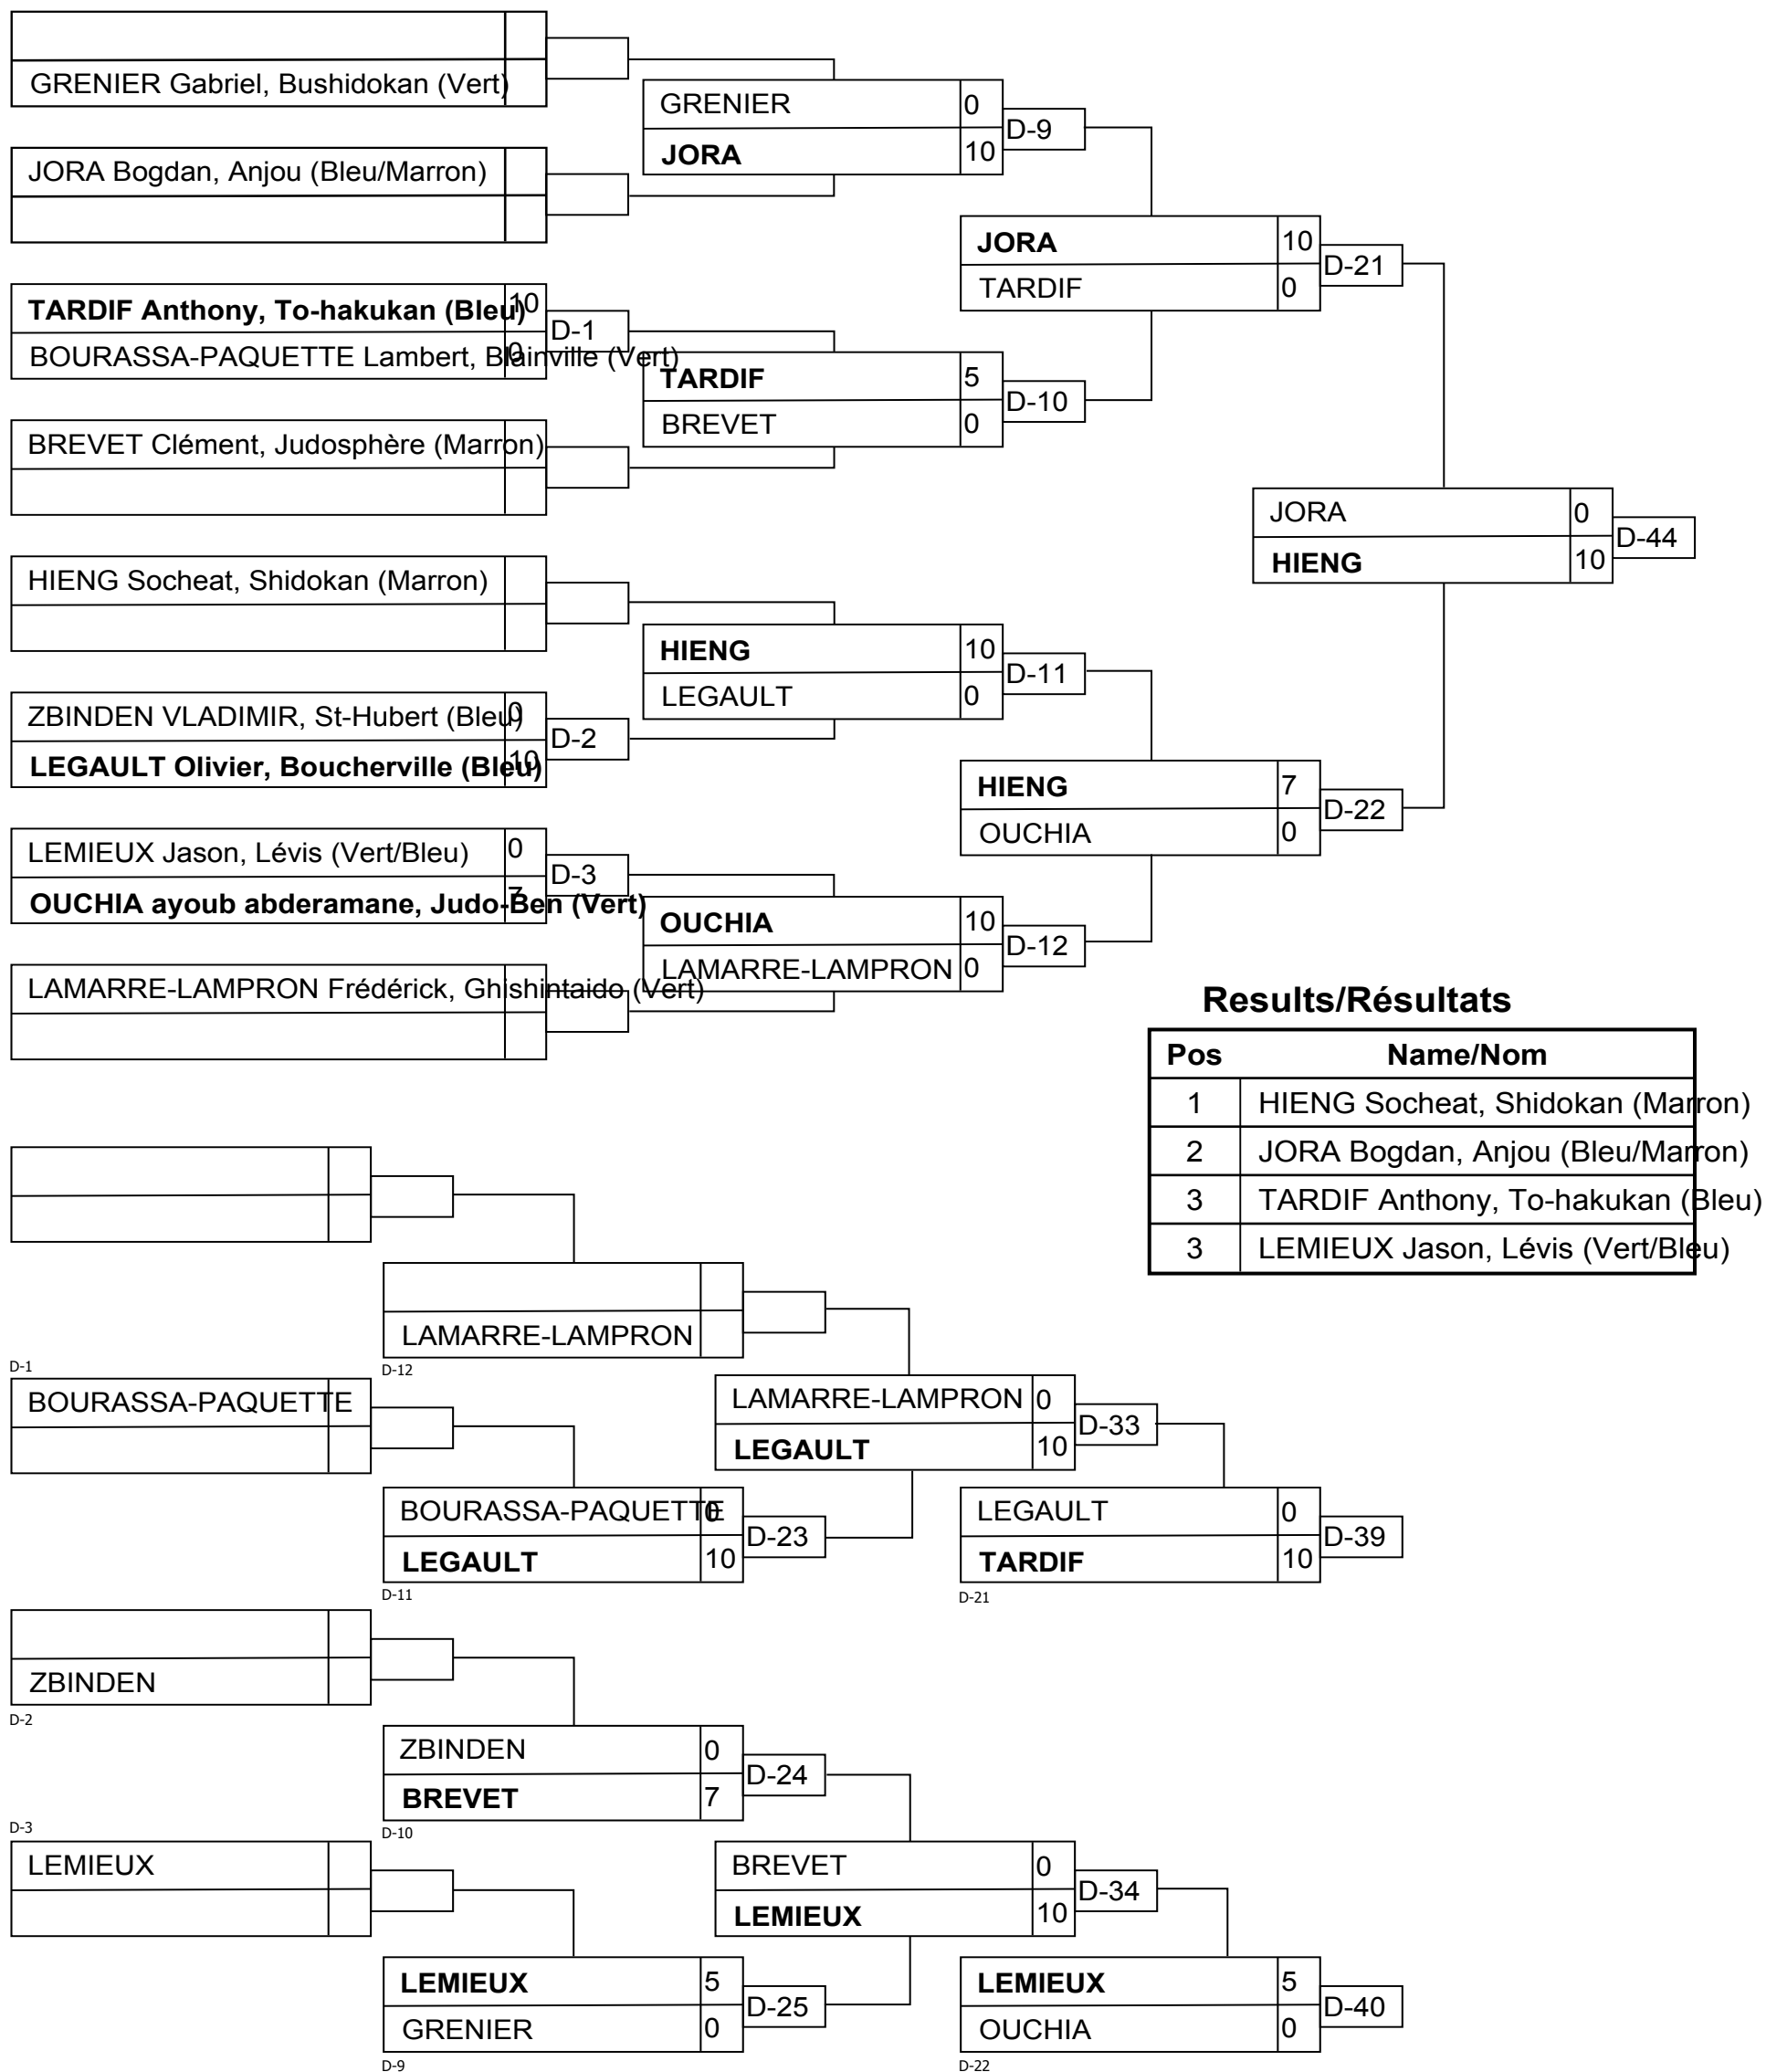 GRENIER Gabriel, Bushidokan (Vert)
JORA Bogdan, Anjou (Bleu/Marron)
TARDIF Anthony, To-hakukan (Bleu) 10
D-1
BOURASSA-PAQUETTE Lambert, Blainville (Vert) 0
BREVET Clément, Judosphère (Marron)
HIENG Socheat, Shidokan (Marron)
ZBINDEN VLADIMIR, St-Hubert (Bleu) 0
D-2
LEGAULT Olivier, Boucherville (Bleu) 10
LEMIEUX Jason, Lévis (Vert/Bleu) 0
D-3
OUCHIA ayoub abderamane, Judo-Ben (Vert) 7
LAMARRE-LAMPRON Frédérick, Ghishintaido (Vert)
GRENIER 0
D-9
JORA 10
TARDIF 5
D-10
BREVET 0
HIENG 10
D-11
LEGAULT 0
OUCHIA 10
D-12
LAMARRE-LAMPRON 0
JORA 10
D-21
TARDIF 0
HIENG 7
D-22
OUCHIA 0
JORA 0
D-44
HIENG 10
Results/Résultats
Pos Name/Nom
1 HIENG Socheat, Shidokan (Marron)
2 JORA Bogdan, Anjou (Bleu/Marron)
3 TARDIF Anthony, To-hakukan (Bleu)
3 LEMIEUX Jason, Lévis (Vert/Bleu)
LAMARRE-LAMPRON
D-12
D-1
BOURASSA-PAQUETTE
LAMARRE-LAMPRON 0
D-33
LEGAULT 10
BOURASSA-PAQUETTE 0
D-23
LEGAULT 10
D-11
LEGAULT 0
D-39
TARDIF 10
D-21
ZBINDEN
D-2
ZBINDEN 0
D-24
BREVET 7
D-10
D-3
LEMIEUX
BREVET 0
D-34
LEMIEUX 10
LEMIEUX 5
D-25
GRENIER 0
D-9
LEMIEUX 5
D-40
OUCHIA 0
D-22